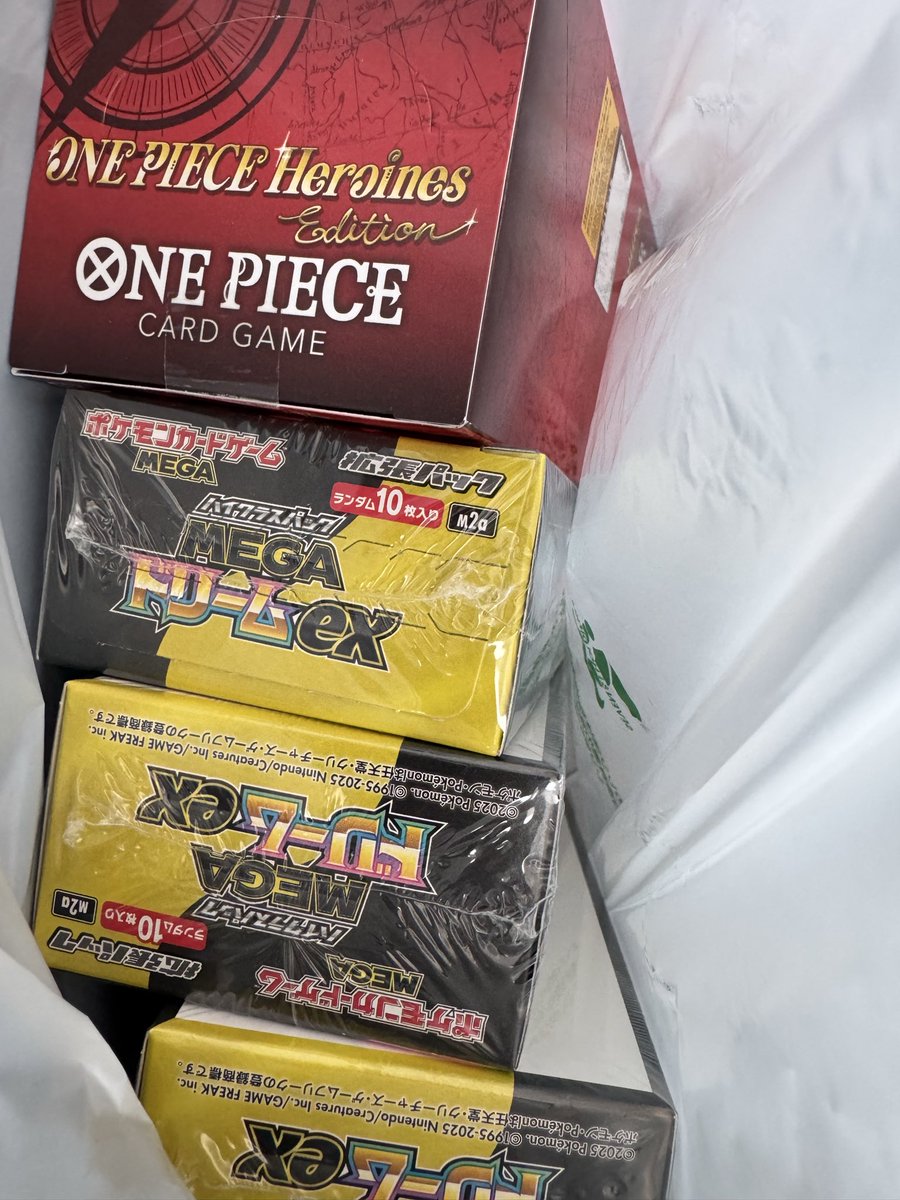 ONE PIECE Heroines
Edition
ONE PIECE
CARD GAME
ポケモンカードゲーム
MEGA
拡張パック
ランダム10枚入り
M2a
ハイクラスパック
MEGA
ドリームex
ポケモンカードゲーム
MEGA
拡張パック
ランダム10枚入り
M2a
ハイクラスパック
MEGA
ドリームex
©2025 Pokémon. ©1995-2025 Nintendo/Creatures Inc./GAME FREAK inc.
ポケモン・Pokémonは任天堂・クリーチャーズ・ゲームフリークの登録商標です。
ドリームex
©2025 Pokémon. ©1995-2025 Nintendo/Creatures Inc./GAME FREAK inc.
ポケモン・Pokémonは任天堂・クリーチャーズ・ゲームフリークの登録商標です。